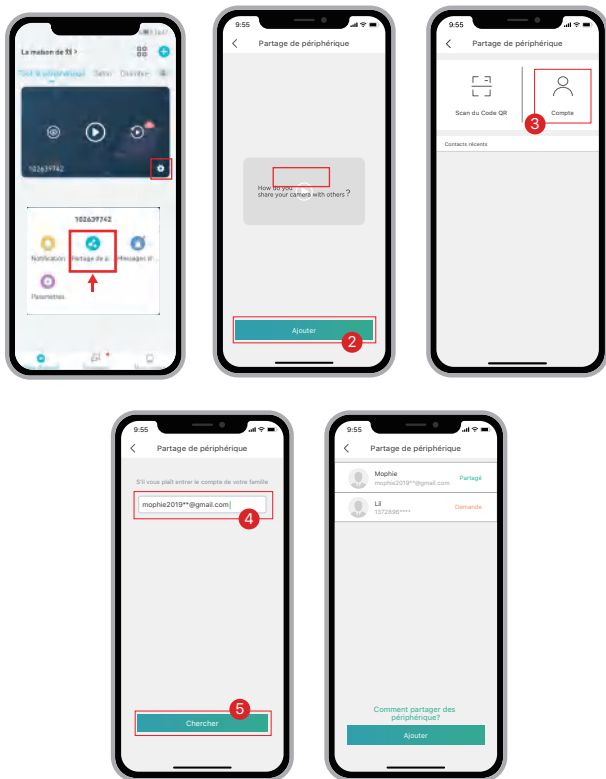 La maison de
Salon
102639742
102639742
Notification
Partage de p
Messages d
Paramètres
9:55
Partage de périphérique
How do you
share your camera with others ?
Ajouter
2
9:55
Partage de périphérique
Scan du Code QR
Compte
3
Contacts récents
9:55
Partage de périphérique
S'il vous plaît entrer le compte de votre famille
mophie2019**@gmail.com
4
5
Chercher
9:55
Partage de périphérique
Mophie
mophie2019**@gmail.com
Partagé
Lil
1372896****
Demande
Comment partager des
périphérique?
Ajouter